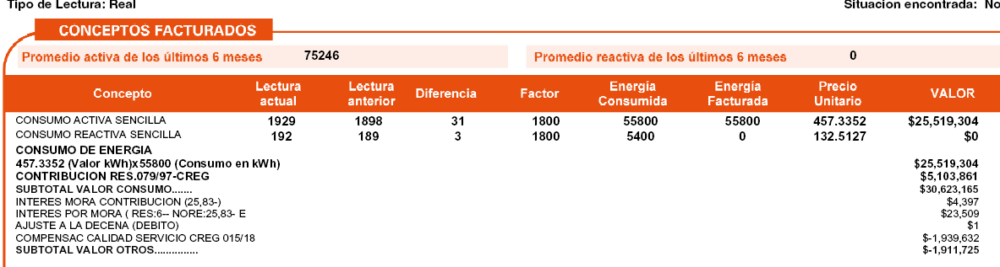 Tipo de Lectura: Real Situacion encontrada: No
CONCEPTOS FACTURADOS
Promedio activa de los últimos 6 meses 75246 Promedio reactiva de los últimos 6 meses 0
Concepto Lectura actual Lectura anterior Diferencia Factor Energía Consumida Energía Facturada Precio Unitario VALOR
CONSUMO ACTIVA SENCILLA 1929 1898 31 1800 55800 55800 457.3352 $25,519,304
CONSUMO REACTIVA SENCILLA 192 189 3 1800 5400 0 132.5127 $0
CONSUMO DE ENERGIA
457.3352 (Valor kWh)x55800 (Consumo en kWh) $25,519,304
CONTRIBUCION RES.079/97-CREG $5,103,861
SUBTOTAL VALOR CONSUMO....... $30,623,165
INTERES MORA CONTRIBUCION (25,83-) $4,397
INTERES POR MORA ( RES:6-- NORE:25,83- E $23,509
AJUSTE A LA DECENA (DEBITO) $1
COMPENSAC CALIDAD SERVICIO CREG 015/18 $-1,939,632
SUBTOTAL VALOR OTROS............... $-1,911,725